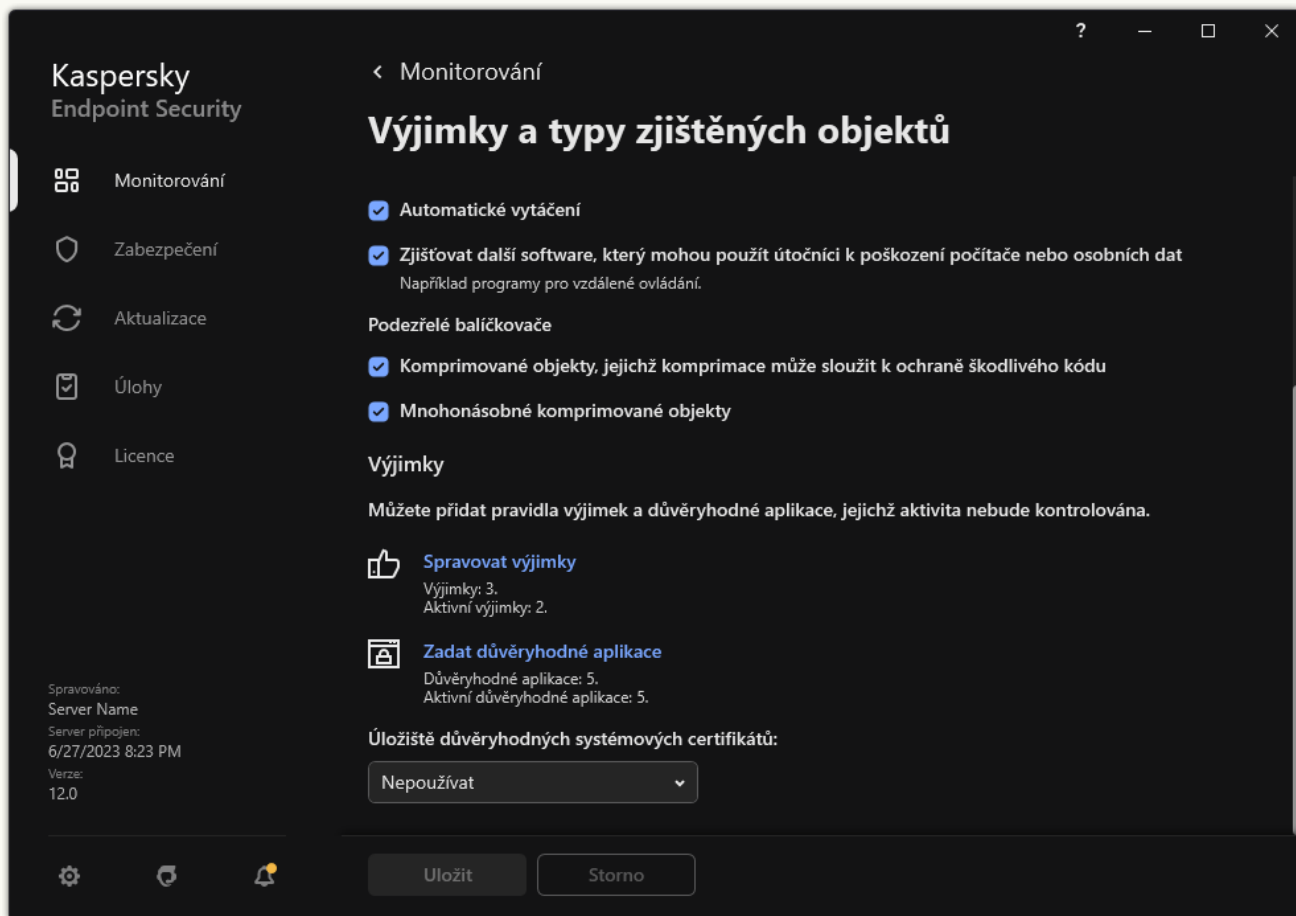 ?
Kaspersky
Endpoint Security
Monitorování
Zabezpečení
Aktualizace
Úlohy
Licence
Spravováno:
Server Name
Server připojen:
6/27/2023 8:23 PM
Verze:
12.0
Monitorování
Výjimky a typy zjištěných objektů
Automatické vytáčení
Zjišťovat další software, který mohou použít útočníci k poškození počítače nebo osobních dat
Například programy pro vzdálené ovládání.
Podezřelé balíčkovače
Komprimované objekty, jejichž komprimace může sloužit k ochraně škodlivého kódu
Mnohonásobné komprimované objekty
Výjimky
Můžete přidat pravidla výjimek a důvěryhodné aplikace, jejichž aktivita nebude kontrolována.
Spravovat výjimky
Výjimky: 3.
Aktivní výjimky: 2.
Zadat důvěryhodné aplikace
Důvěryhodné aplikace: 5.
Aktivní důvěryhodné aplikace: 5.
Úložiště důvěryhodných systémových certifikátů:
Nepoužívat
Uložit
Storno